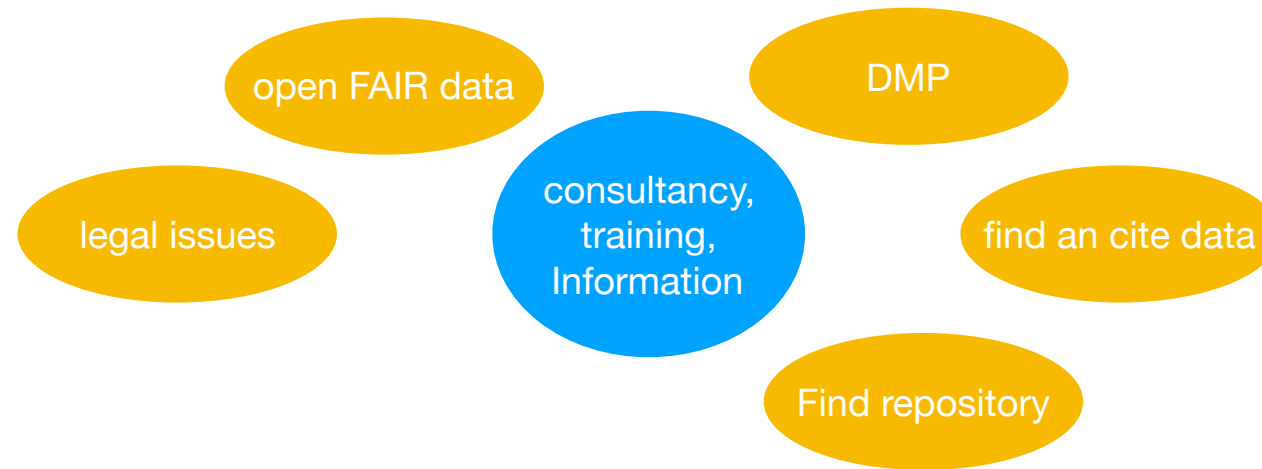 open FAIR data
DMP
legal issues
consultancy,
training,
Information
find an cite data
Find repository